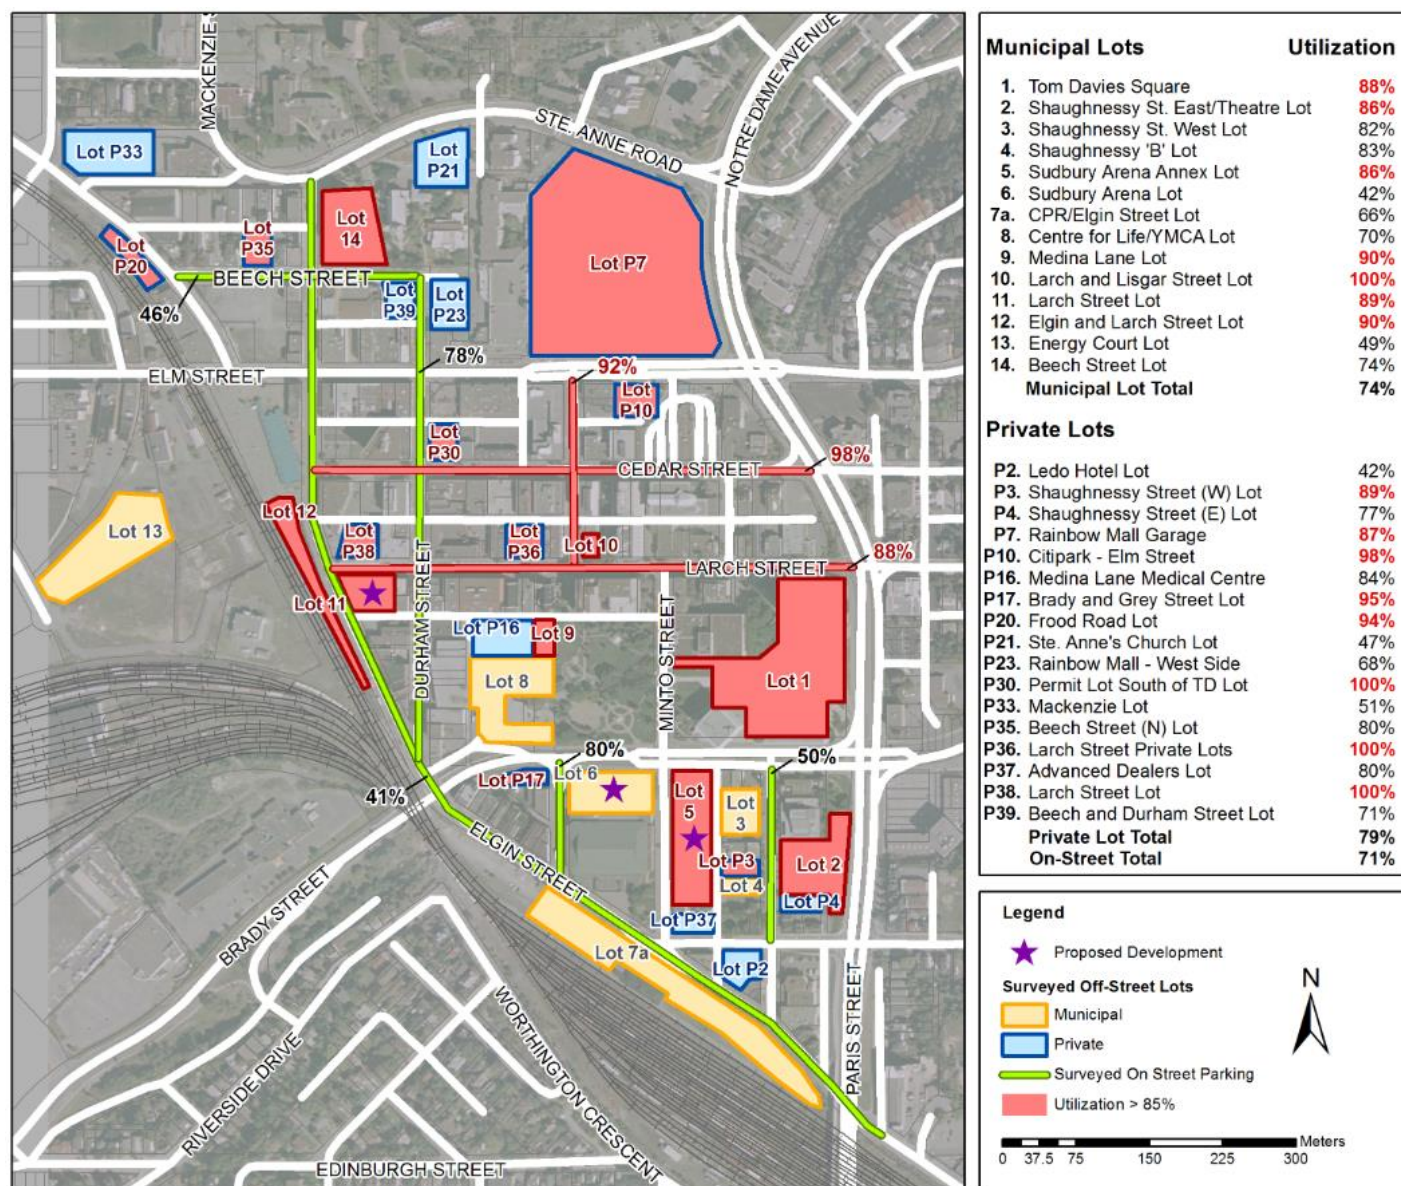 MACKENZIE S
NOTRE DAME AVENUE
STE. ANNE ROAD
Lot P33
Lot
P21
Lot
14
Lot
P35
Lot
P20
Lot P7
BEECH STREET
46%
Lot
P39
Lot
P23
78%
ELM STREET
92%
Lot
P10
Lot
P30
CEDAR STREET
98%
Lot 12
Lot 13
Lot
P38
Lot
P36
Lot 10
88%
LARCH STREET
Lot 11
DURHAM STREET
MINTO STREET
Lot P16
Lot 9
Lot 8
Lot 1
80%
50%
Lot P17
Lot 6
41%
Lot
5
Lot
3
ELGIN STREET
Lot P3
Lot 4
Lot 2
Lot P4
Lot P37
BRADY STREET
Lot 7a
Lot P2
PARIS STREET
RIVERSIDE DRIVE
WORTHINGTON CRESCENT
EDINBURGH STREET
Municipal Lots Utilization
1. Tom Davies Square 88%
2. Shaughnessy St. East/Theatre Lot 86%
3. Shaughnessy St. West Lot 82%
4. Shaughnessy 'B' Lot 83%
5. Sudbury Arena Annex Lot 86%
6. Sudbury Arena Lot 42%
7a. CPR/Elgin Street Lot 66%
8. Centre for Life/YMCA Lot 70%
9. Medina Lane Lot 90%
10. Larch and Lisgar Street Lot 100%
11. Larch Street Lot 89%
12. Elgin and Larch Street Lot 90%
13. Energy Court Lot 49%
14. Beech Street Lot 74%
Municipal Lot Total 74%
Private Lots
P2. Ledo Hotel Lot 42%
P3. Shaughnessy Street (W) Lot 89%
P4. Shaughnessy Street (E) Lot 77%
P7. Rainbow Mall Garage 87%
P10. Citipark - Elm Street 98%
P16. Medina Lane Medical Centre 84%
P17. Brady and Grey Street Lot 95%
P20. Frood Road Lot 94%
P21. Ste. Anne's Church Lot 47%
P23. Rainbow Mall - West Side 68%
P30. Permit Lot South of TD Lot 100%
P33. Mackenzie Lot 51%
P35. Beech Street (N) Lot 80%
P36. Larch Street Private Lots 100%
P37. Advanced Dealers Lot 80%
P38. Larch Street Lot 100%
P39. Beech and Durham Street Lot 71%
Private Lot Total 79%
On-Street Total 71%
Legend
Proposed Development
Surveyed Off-Street Lots
Municipal
Private
Surveyed On Street Parking
Utilization > 85%
N
Meters
0 37.5 75 150 225 300